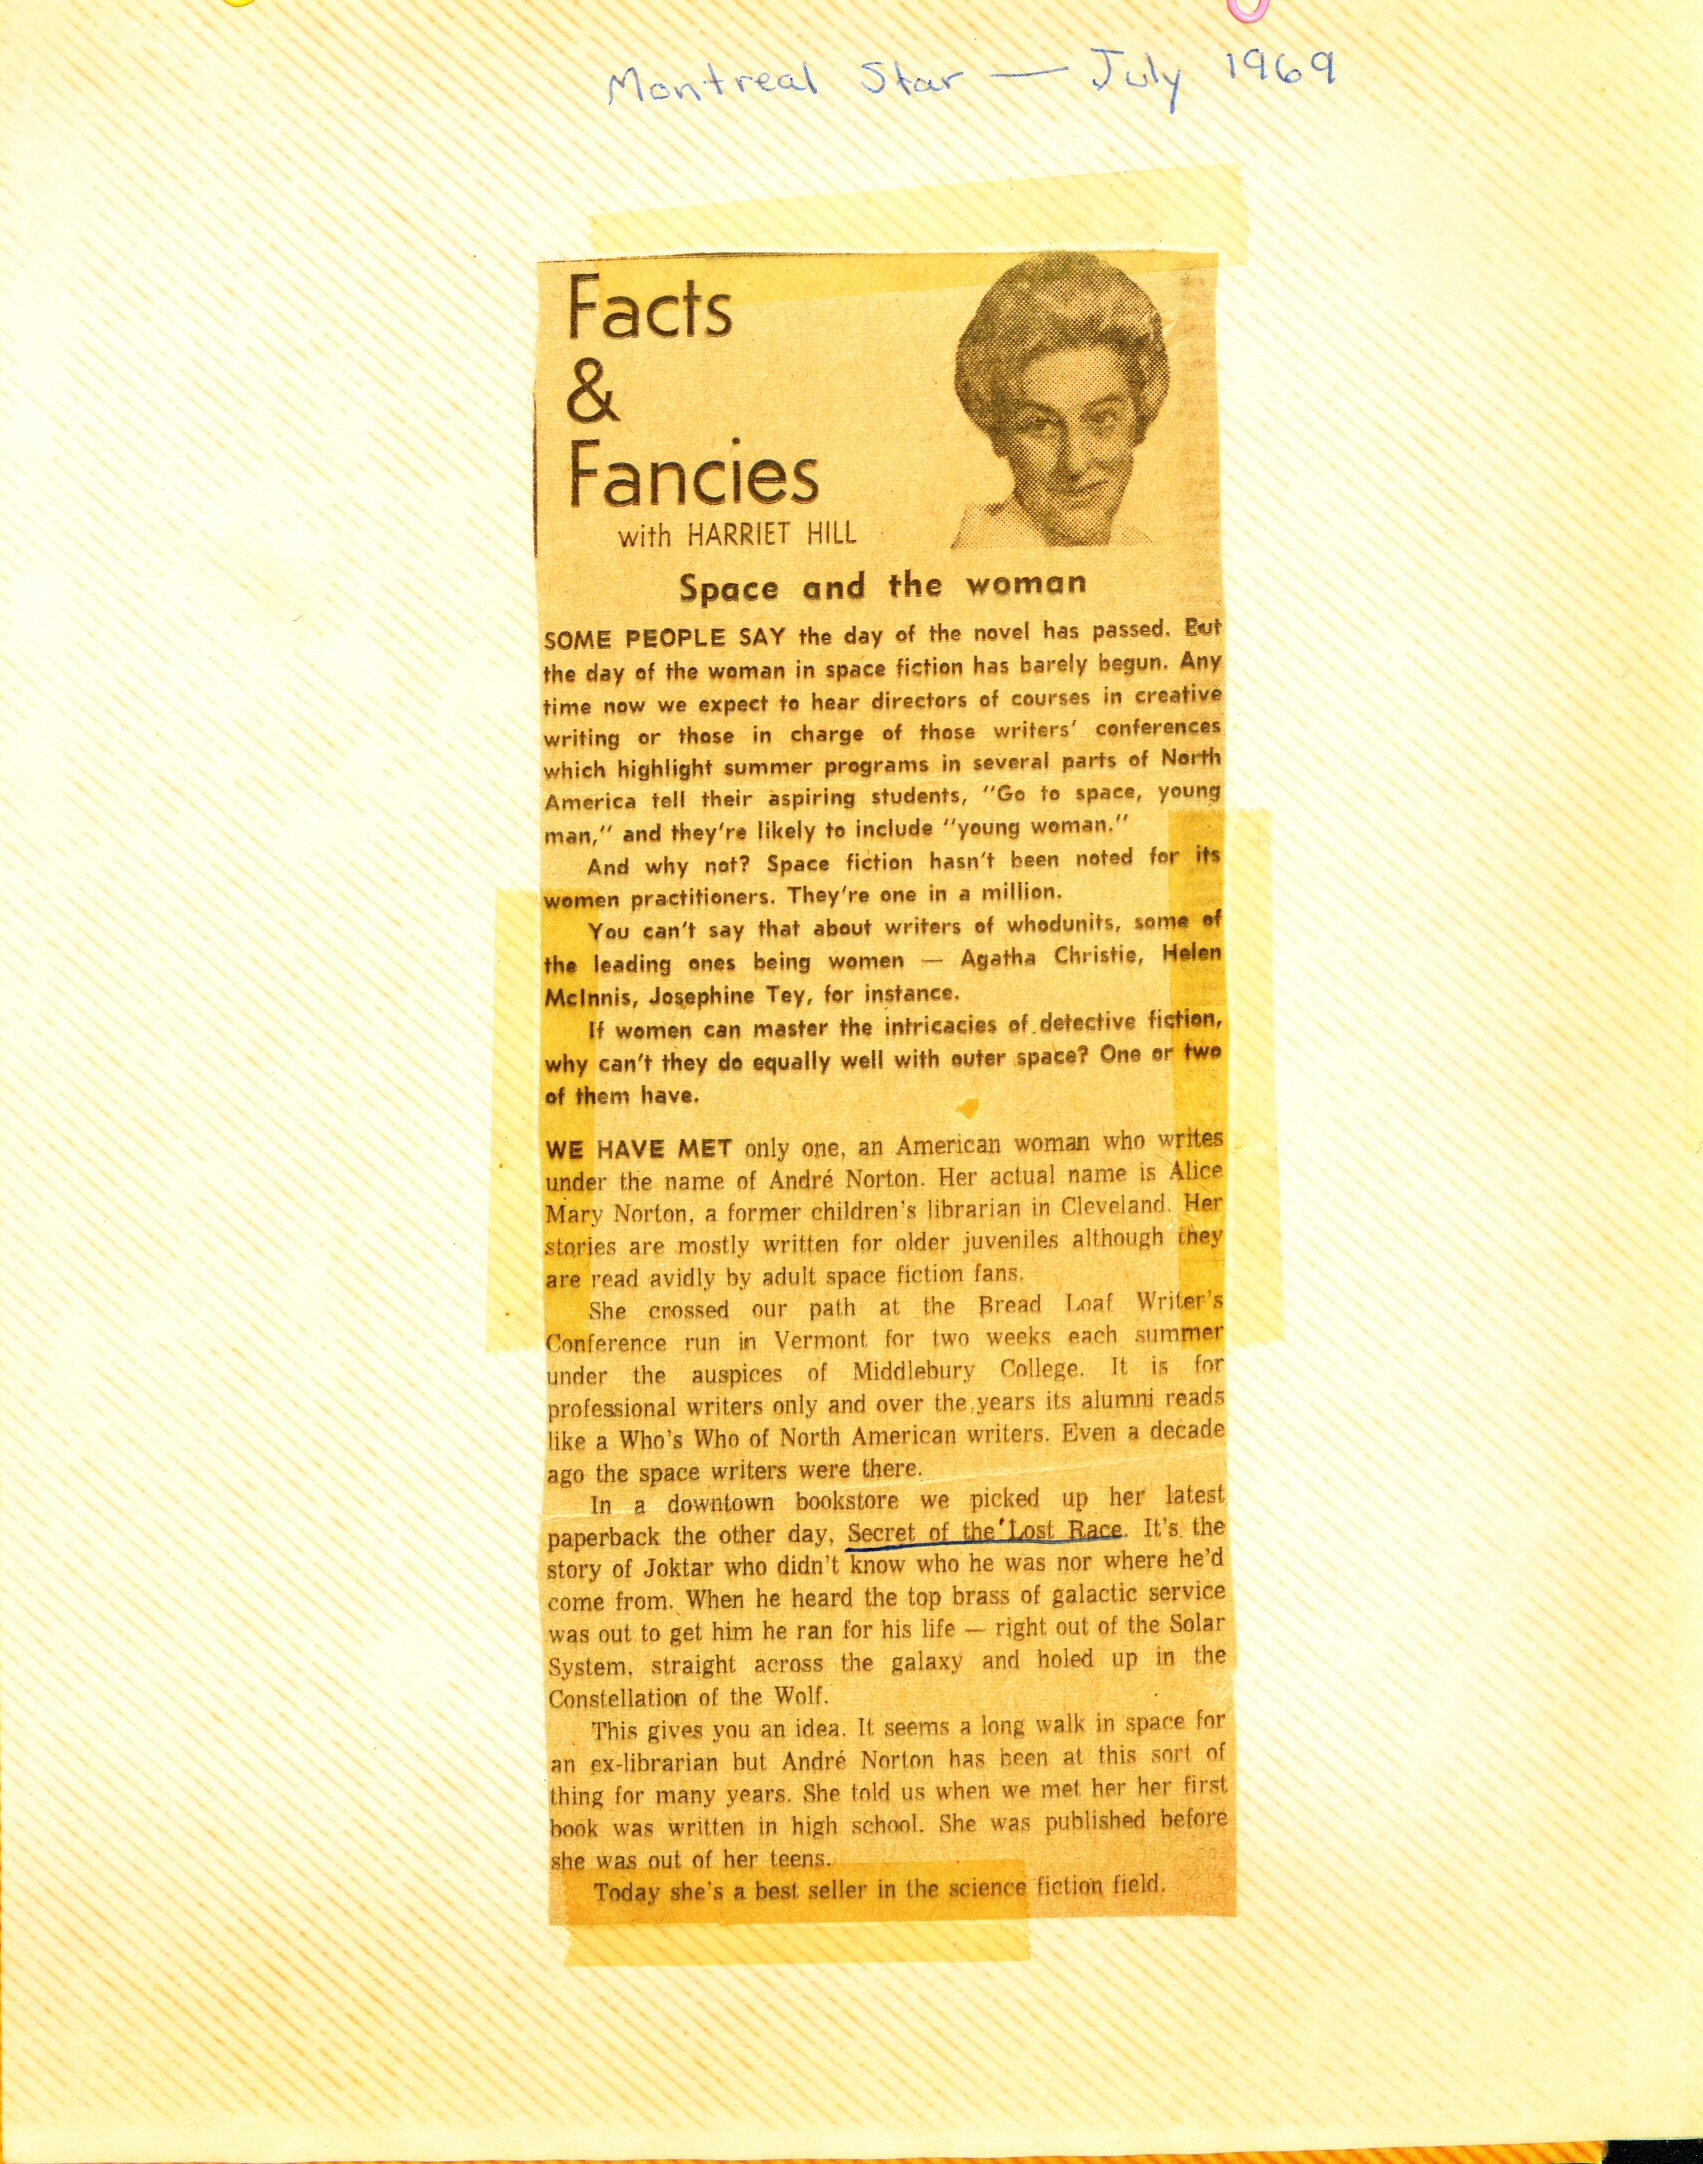 Montreal Star — July 1969
Facts
&
Fancies
with HARRIET HILL
Space and the woman
SOME PEOPLE SAY the day of the novel has passed. But
the day of the woman in space fiction has barely begun. Any
time now we expect to hear directors of courses in creative
writing or those in charge of those writers' conferences
which highlight summer programs in several parts of North
America tell their aspiring students, "Go to space, young
man," and they're likely to include "young woman."
And why not? Space fiction hasn't been noted for its
women practitioners. They're one in a million.
You can't say that about writers of whodunits, some of
the leading ones being women — Agatha Christie, Helen
McInnis, Josephine Tey, for instance.
If women can master the intricacies of detective fiction,
why can't they do equally well with outer space? One or two
of them have.
WE HAVE MET only one, an American woman who writes
under the name of André Norton. Her actual name is Alice
Mary Norton, a former children's librarian in Cleveland. Her
stories are mostly written for older juveniles although they
are read avidly by adult space fiction fans.
She crossed our path at the Bread Loaf Writer's
Conference run in Vermont for two weeks each summer
under the auspices of Middlebury College. It is for
professional writers only and over the years its alumni reads
like a Who's Who of North American writers. Even a decade
ago the space writers were there.
In a downtown bookstore we picked up her latest
paperback the other day, Secret of the Lost Race. It's the
story of Joktar who didn't know who he was nor where he'd
come from. When he heard the top brass of galactic service
was out to get him he ran for his life — right out of the Solar
System, straight across the galaxy and holed up in the
Constellation of the Wolf.
This gives you an idea. It seems a long walk in space for
an ex-librarian but André Norton has been at this sort of
thing for many years. She told us when we met her her first
book was written in high school. She was published before
she was out of her teens.
Today she's a best seller in the science fiction field.